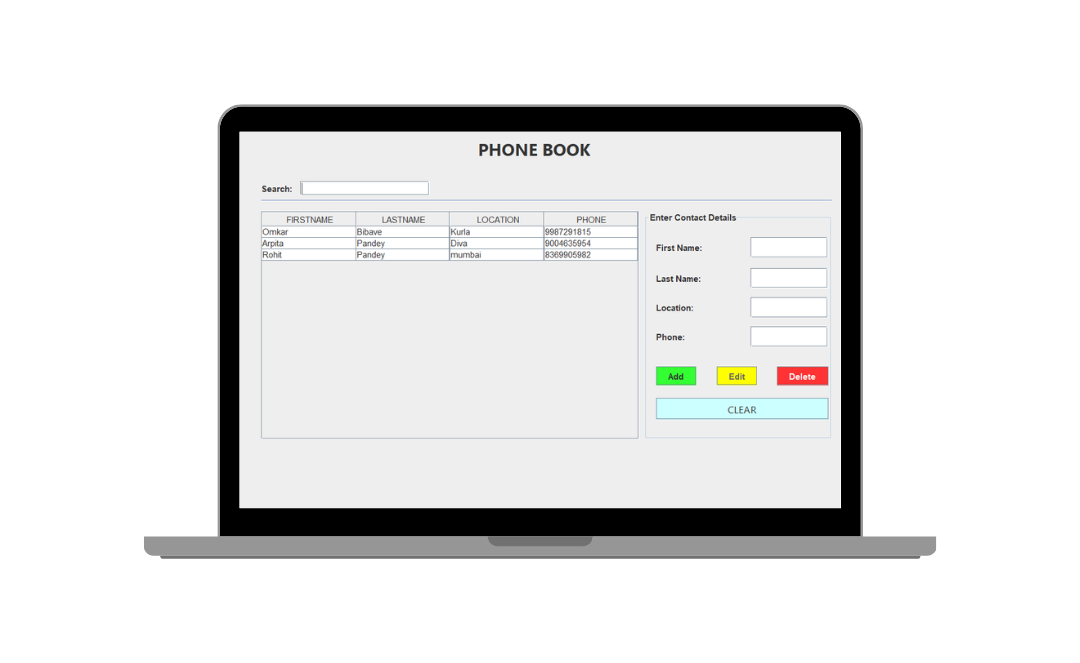 PHONE BOOK
Search:
FIRSTNAME LASTNAME LOCATION PHONE
Omkar Bibave Kurla 9987291815
Arpita Pandey Diva 9004635954
Rohit Pandey mumbai 8369905982
Enter Contact Details
First Name:
Last Name:
Location:
Phone:
Add Edit Delete
CLEAR